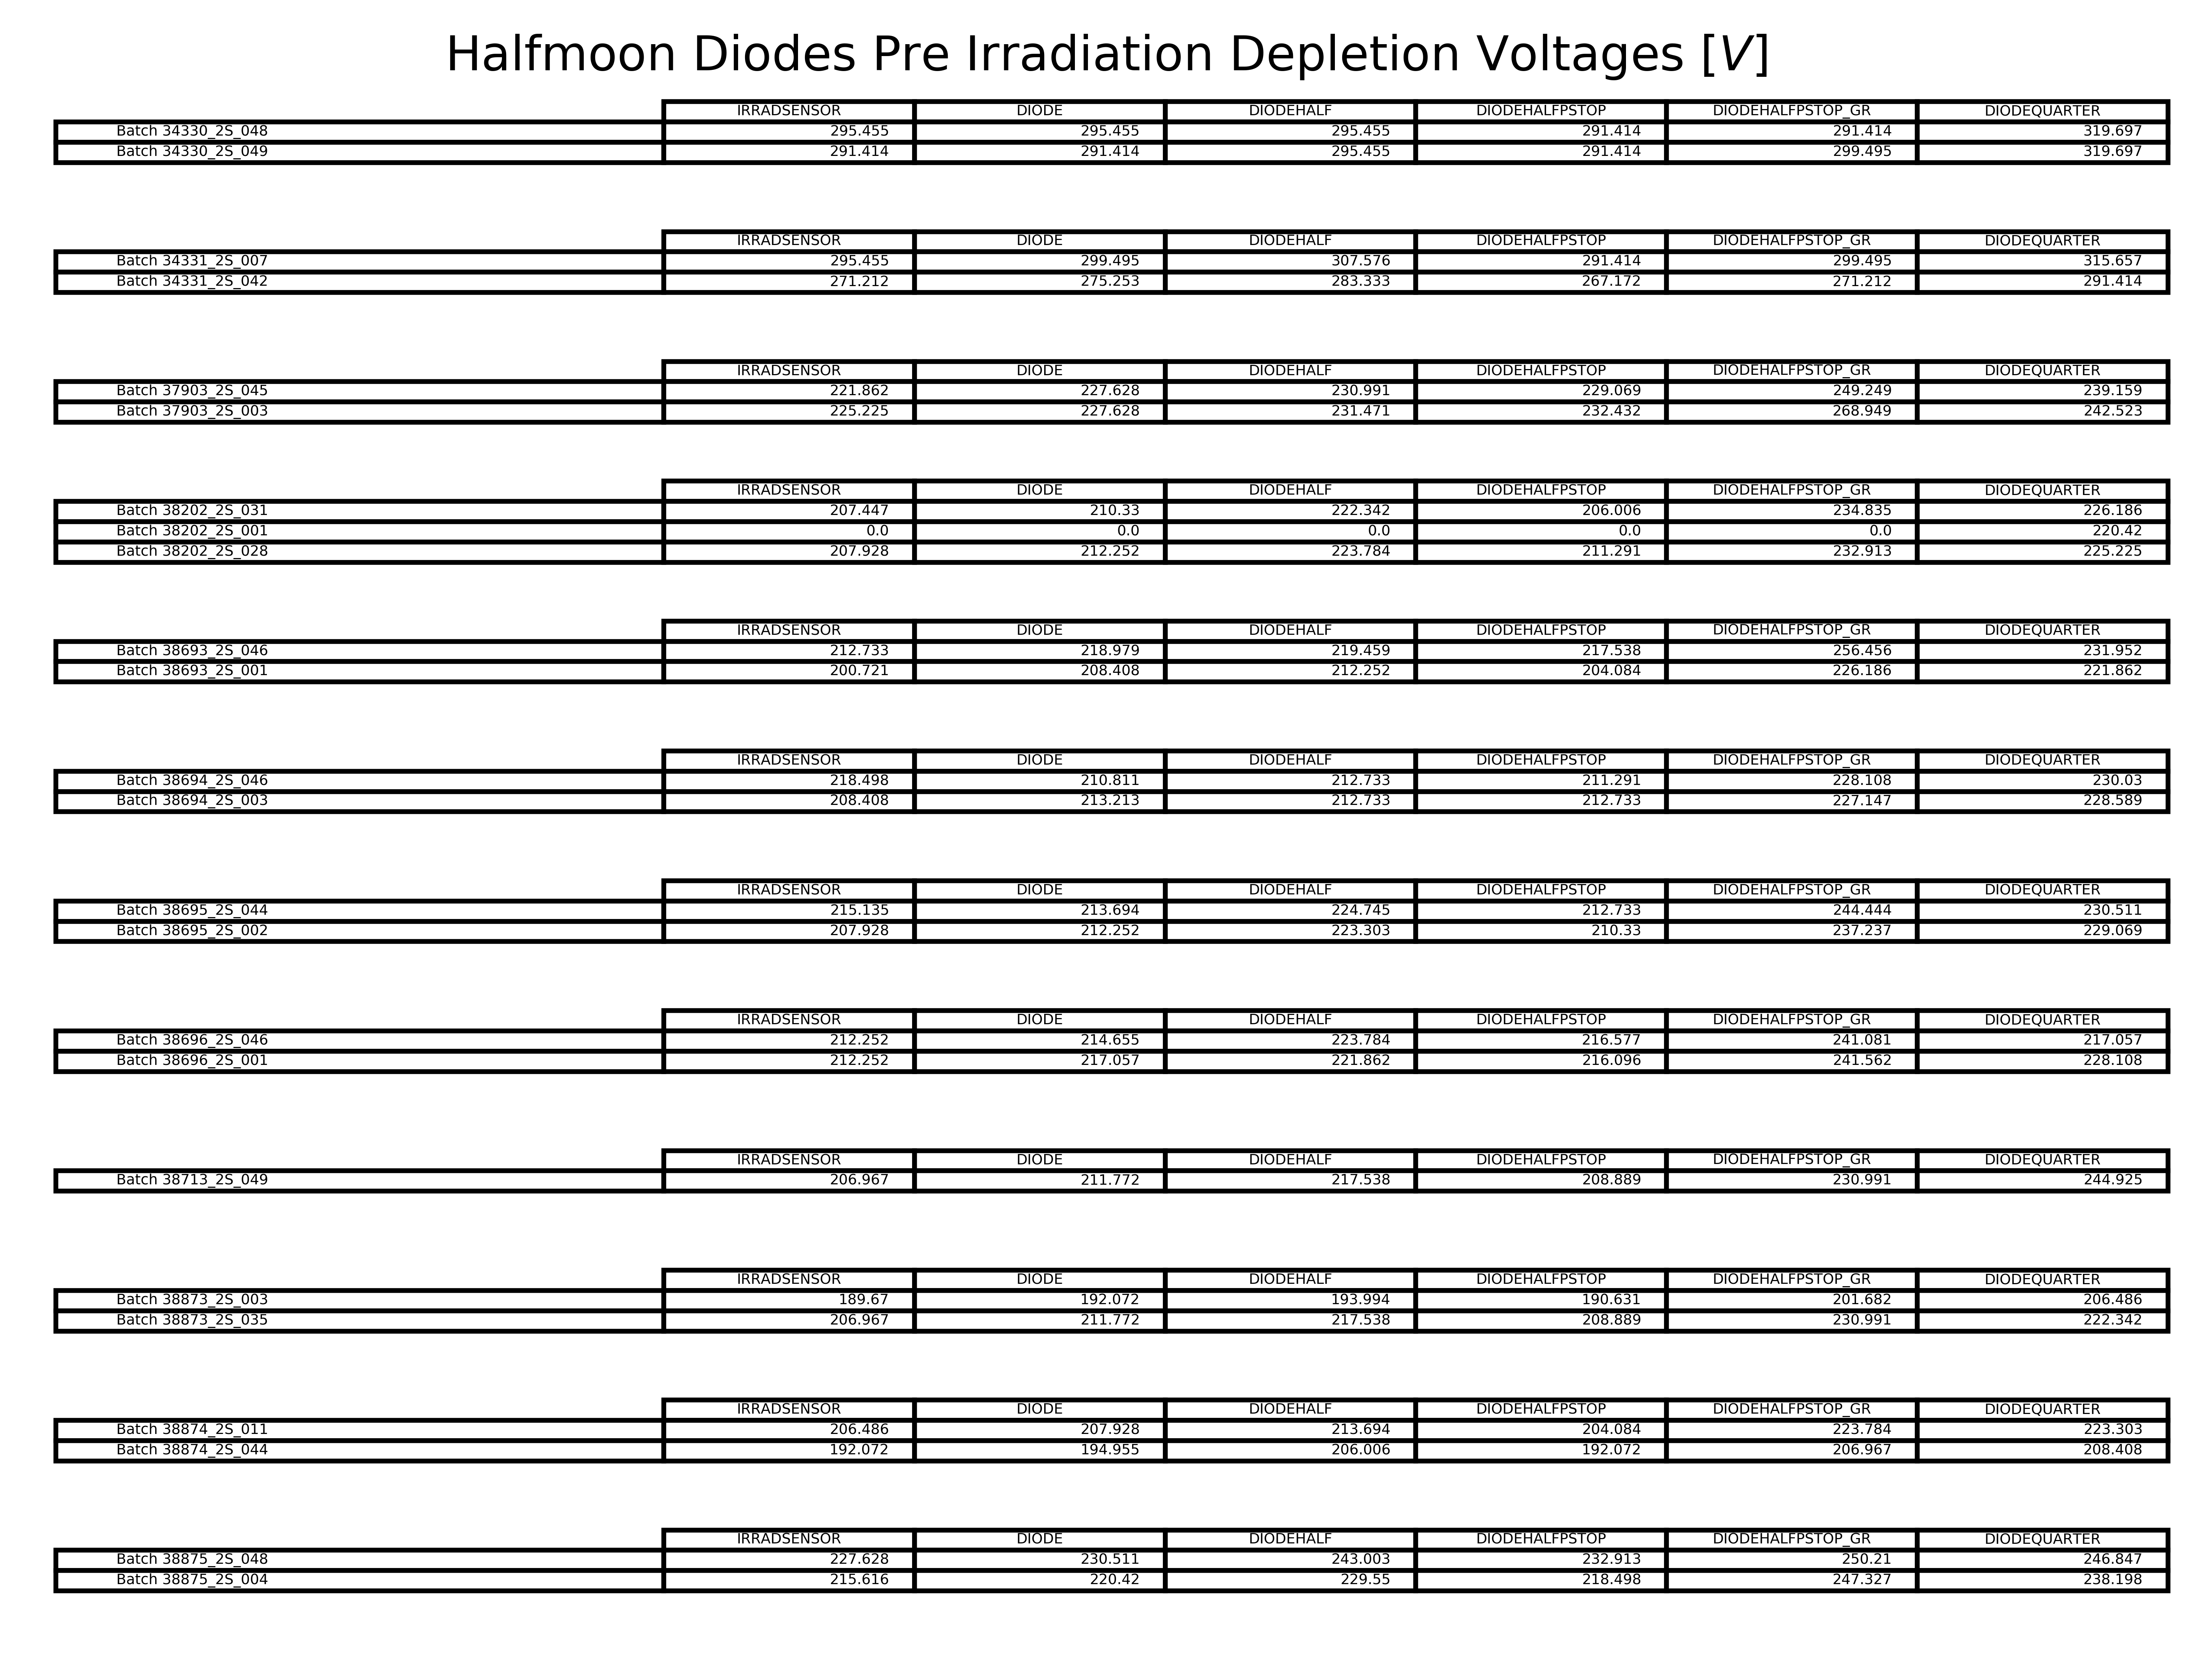 Halfmoon Diodes Pre Irradiation Depletion Voltages [V]
IRRADSENSOR DIODE DIODEHALF DIODEHALFPSTOP DIODEHALFPSTOP_GR DIODEQUARTER
Batch 34330_2S_048 295.455 295.455 295.455 291.414 291.414 319.697
Batch 34330_2S_049 291.414 291.414 295.455 291.414 299.495 319.697
IRRADSENSOR DIODE DIODEHALF DIODEHALFPSTOP DIODEHALFPSTOP_GR DIODEQUARTER
Batch 34331_2S_007 295.455 299.495 307.576 291.414 299.495 315.657
Batch 34331_2S_042 271.212 275.253 283.333 267.172 271.212 291.414
IRRADSENSOR DIODE DIODEHALF DIODEHALFPSTOP DIODEHALFPSTOP_GR DIODEQUARTER
Batch 37903_2S_045 221.862 227.628 230.991 229.069 249.249 239.159
Batch 37903_2S_003 225.225 227.628 231.471 232.432 268.949 242.523
IRRADSENSOR DIODE DIODEHALF DIODEHALFPSTOP DIODEHALFPSTOP_GR DIODEQUARTER
Batch 38202_2S_031 207.447 210.33 222.342 206.006 234.835 226.186
Batch 38202_2S_001 0.0 0.0 0.0 0.0 0.0 220.42
Batch 38202_2S_028 207.928 212.252 223.784 211.291 232.913 225.225
IRRADSENSOR DIODE DIODEHALF DIODEHALFPSTOP DIODEHALFPSTOP_GR DIODEQUARTER
Batch 38693_2S_046 212.733 218.979 219.459 217.538 256.456 231.952
Batch 38693_2S_001 200.721 208.408 212.252 204.084 226.186 221.862
IRRADSENSOR DIODE DIODEHALF DIODEHALFPSTOP DIODEHALFPSTOP_GR DIODEQUARTER
Batch 38694_2S_046 218.498 210.811 212.733 211.291 228.108 230.03
Batch 38694_2S_003 208.408 213.213 212.733 212.733 227.147 228.589
IRRADSENSOR DIODE DIODEHALF DIODEHALFPSTOP DIODEHALFPSTOP_GR DIODEQUARTER
Batch 38695_2S_044 215.135 213.694 224.745 212.733 244.444 230.511
Batch 38695_2S_002 207.928 212.252 223.303 210.33 237.237 229.069
IRRADSENSOR DIODE DIODEHALF DIODEHALFPSTOP DIODEHALFPSTOP_GR DIODEQUARTER
Batch 38696_2S_046 212.252 214.655 223.784 216.577 241.081 217.057
Batch 38696_2S_001 212.252 217.057 221.862 216.096 241.562 228.108
IRRADSENSOR DIODE DIODEHALF DIODEHALFPSTOP DIODEHALFPSTOP_GR DIODEQUARTER
Batch 38713_2S_049 206.967 211.772 217.538 208.889 230.991 244.925
IRRADSENSOR DIODE DIODEHALF DIODEHALFPSTOP DIODEHALFPSTOP_GR DIODEQUARTER
Batch 38873_2S_003 189.67 192.072 193.994 190.631 201.682 206.486
Batch 38873_2S_035 206.967 211.772 217.538 208.889 230.991 222.342
IRRADSENSOR DIODE DIODEHALF DIODEHALFPSTOP DIODEHALFPSTOP_GR DIODEQUARTER
Batch 38874_2S_011 206.486 207.928 213.694 204.084 223.784 223.303
Batch 38874_2S_044 192.072 194.955 206.006 192.072 206.967 208.408
IRRADSENSOR DIODE DIODEHALF DIODEHALFPSTOP DIODEHALFPSTOP_GR DIODEQUARTER
Batch 38875_2S_048 227.628 230.511 243.003 232.913 250.21 246.847
Batch 38875_2S_004 215.616 220.42 229.55 218.498 247.327 238.198